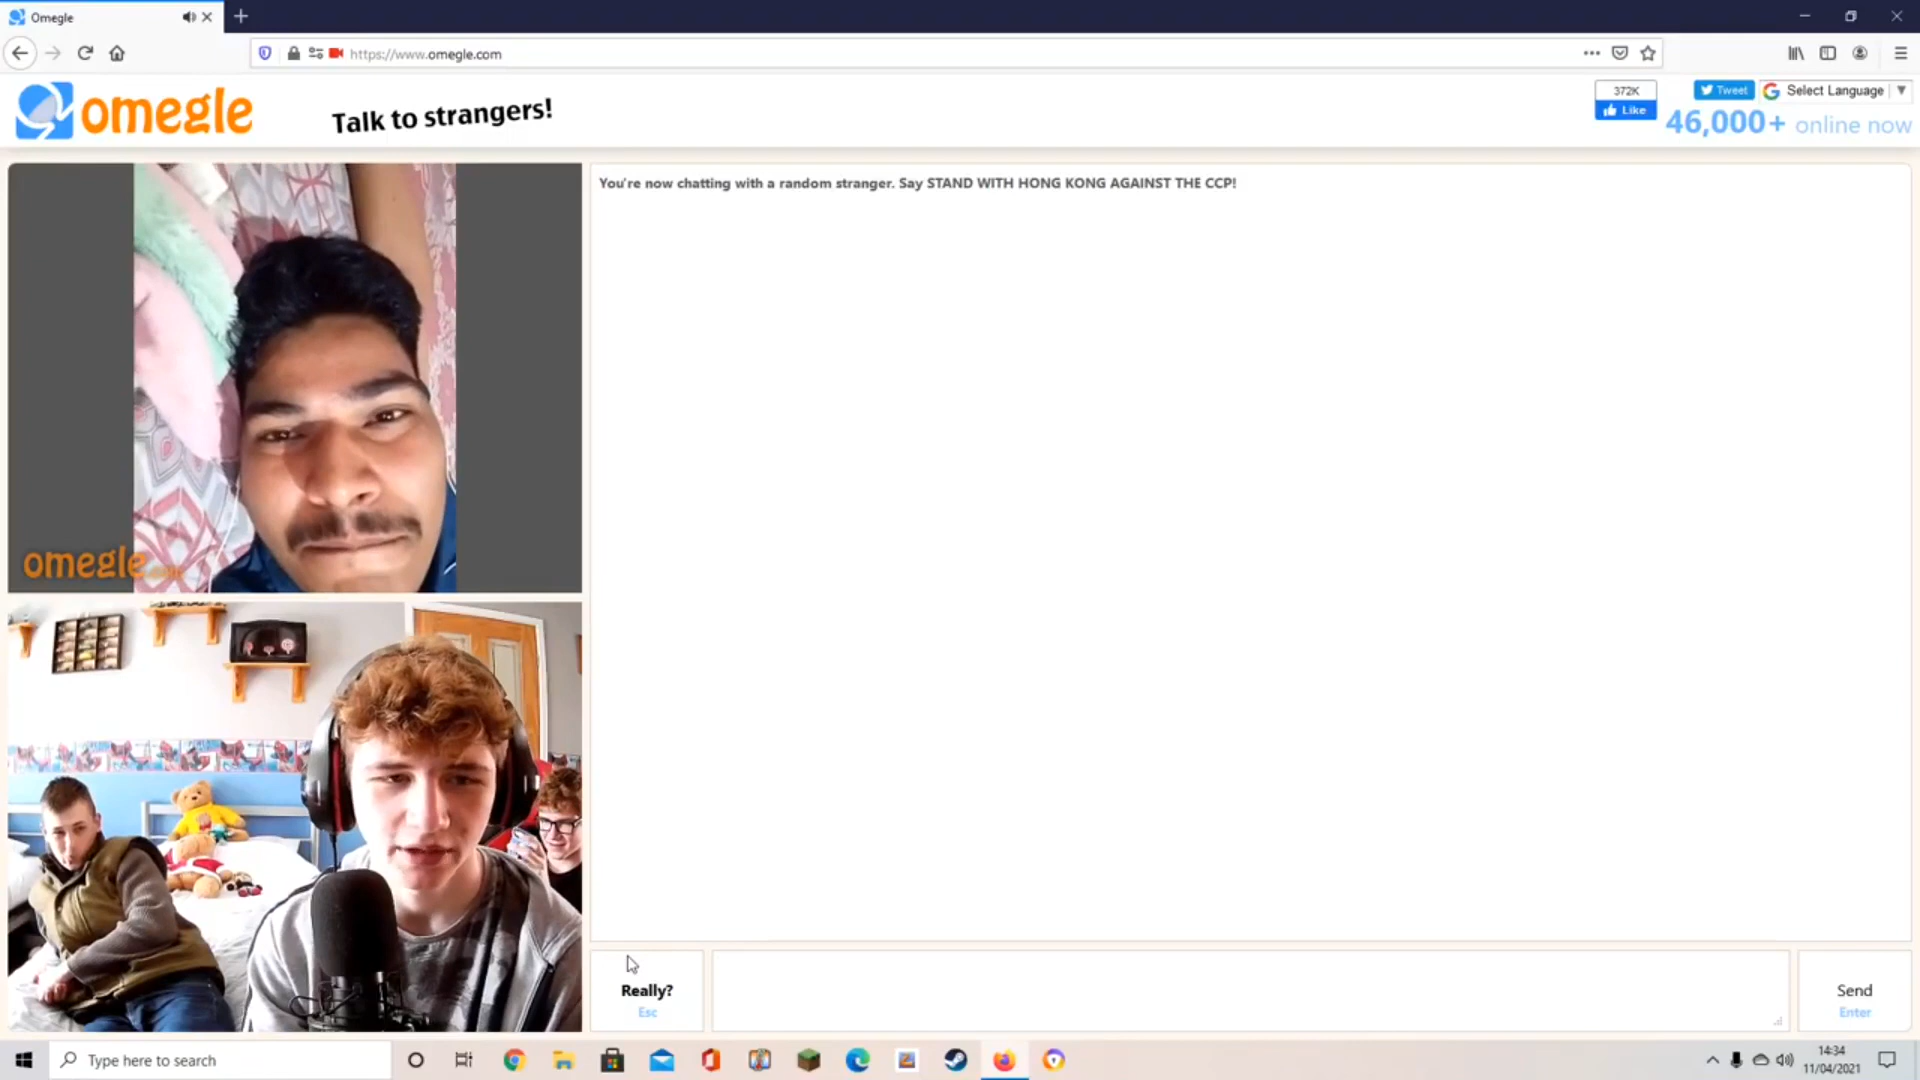 Omegle
https://www.omegle.com
omegle
Talk to strangers!
372K
Like
Tweet
Select Language
46,000+ online now
You're now chatting with a random stranger. Say STAND WITH HONG KONG AGAINST THE CCP!
omegle
Really?
Esc
Send
Enter
Type here to search
14:34
11/04/2021